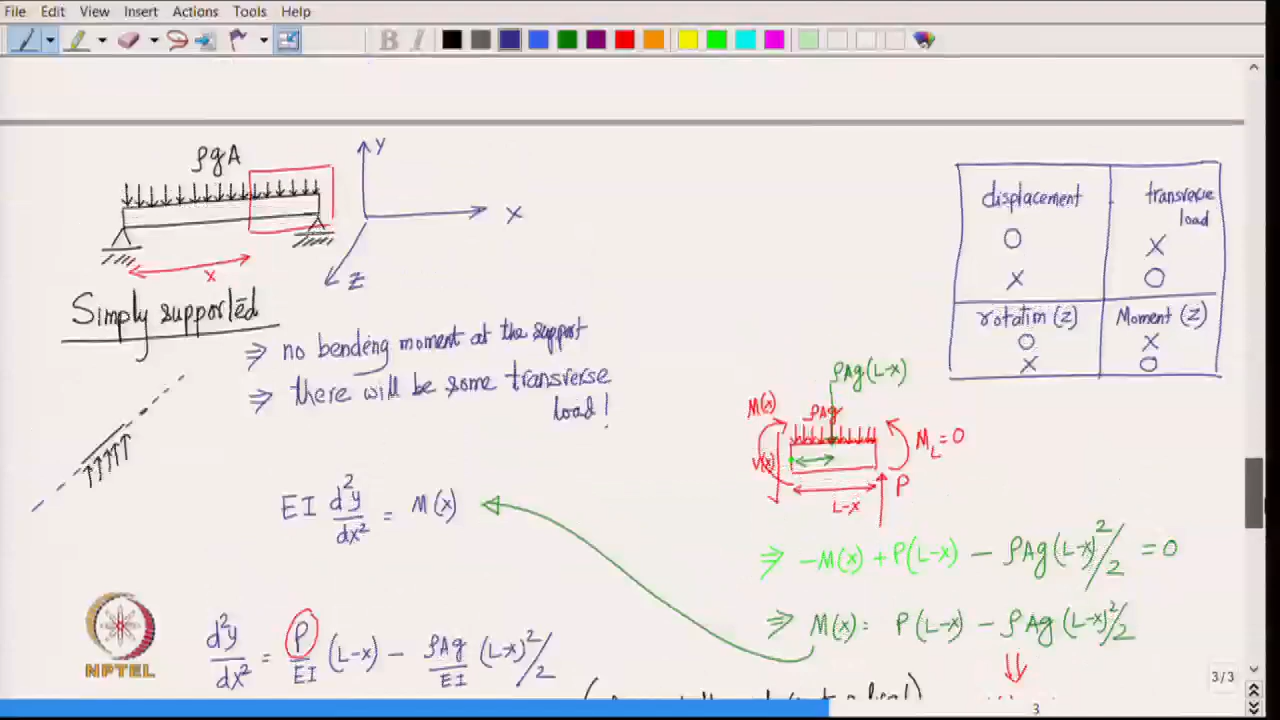 File Edit View Insert Actions Tools Help
B I
ρgA
Y
X
Z
x
Simply supported
⇒ no bending moment at the support
⇒ there will be some transverse
load!
displacement transverse load
O X
X O
rotation (z) Moment (z)
O X
X O
ρAg(L-x)
M(x) ρAg
V(x) M_L=0
L-x P
EI d²y/dx² = M(x)
⇒ -M(x) + P(L-x) - ρAg(L-x)²/2 = 0
⇒ M(x): P(L-x) - ρAg(L-x)²/2
d²y/dx² = P/EI (L-x) - ρAg/EI (L-x)²/2
NPTEL
3/3
3